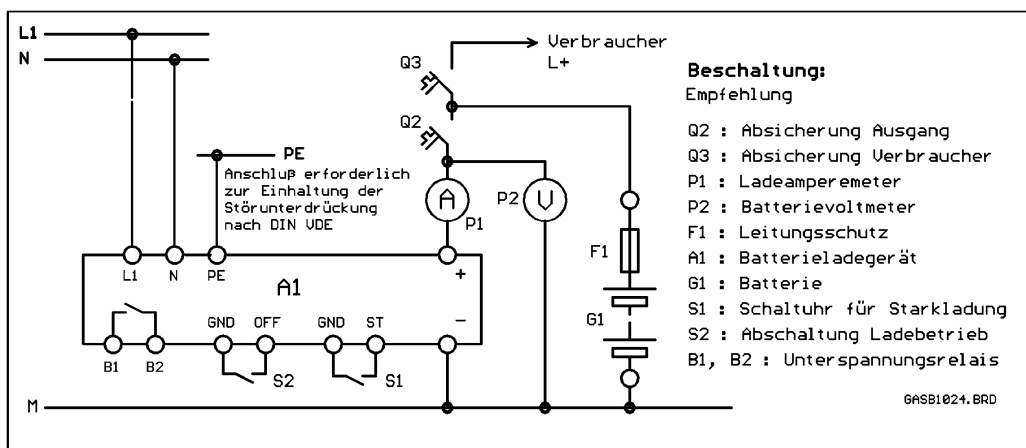 L1
N
Verbraucher
L+
Q3
Q2
PE
Anschluß erforderlich
zur Einhaltung der
Störunterdrückung
nach DIN VDE
A
P1
P2
V
F1
G1
L1
N
PE
+
A1
GND
OFF
GND
ST
-
B1
B2
S2
S1
M
Beschaltung:
Empfehlung
Q2 : Absicherung Ausgang
Q3 : Absicherung Verbraucher
P1 : Ladeamperemeter
P2 : Batterievoltmeter
F1 : Leitungsschutz
A1 : Batterieladegerät
G1 : Batterie
S1 : Schaltuhr für Starkladung
S2 : Abschaltung Ladebetrieb
B1, B2 : Unterspannungsrelais
GASB1024.BRD